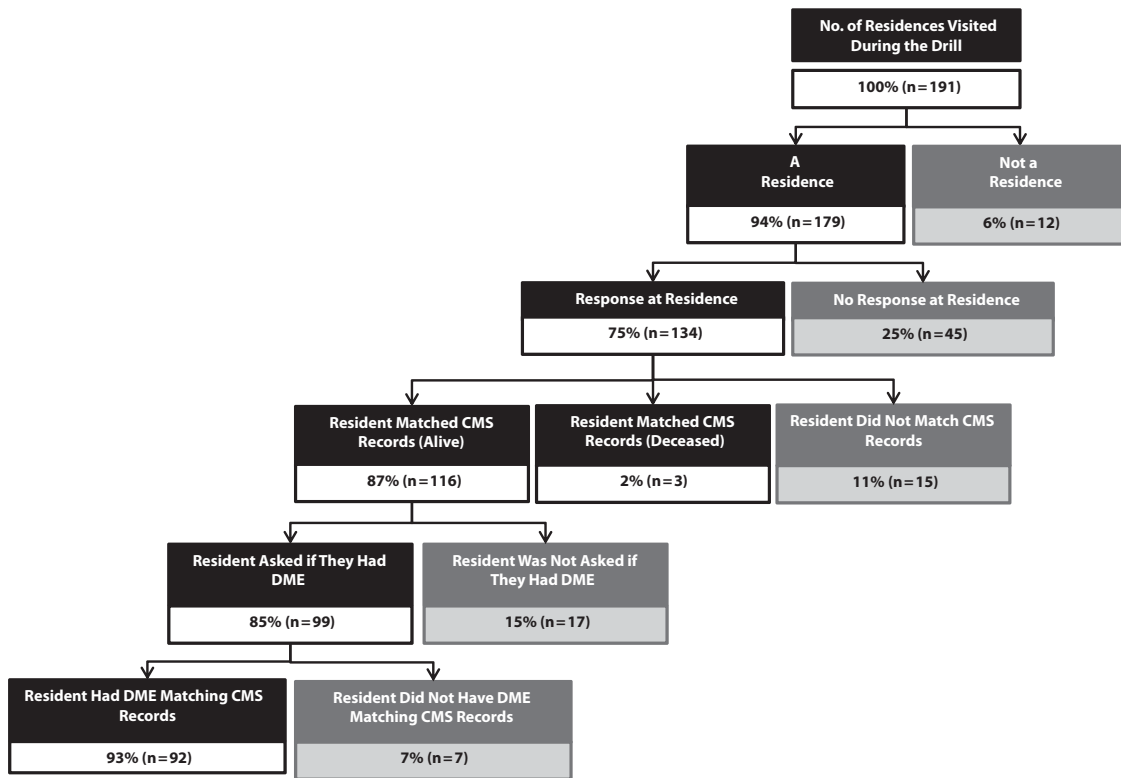 No. of Residences Visited
During the Drill
100% (n=191)
A
Residence
94% (n=179)
Not a
Residence
6% (n=12)
Response at Residence
75% (n=134)
No Response at Residence
25% (n=45)
Resident Matched CMS
Records (Alive)
87% (n=116)
Resident Matched CMS
Records (Deceased)
2% (n=3)
Resident Did Not Match CMS
Records
11% (n=15)
Resident Asked if They Had
DME
85% (n=99)
Resident Was Not Asked if
They Had DME
15% (n=17)
Resident Had DME Matching CMS
Records
93% (n=92)
Resident Did Not Have DME
Matching CMS Records
7% (n=7)